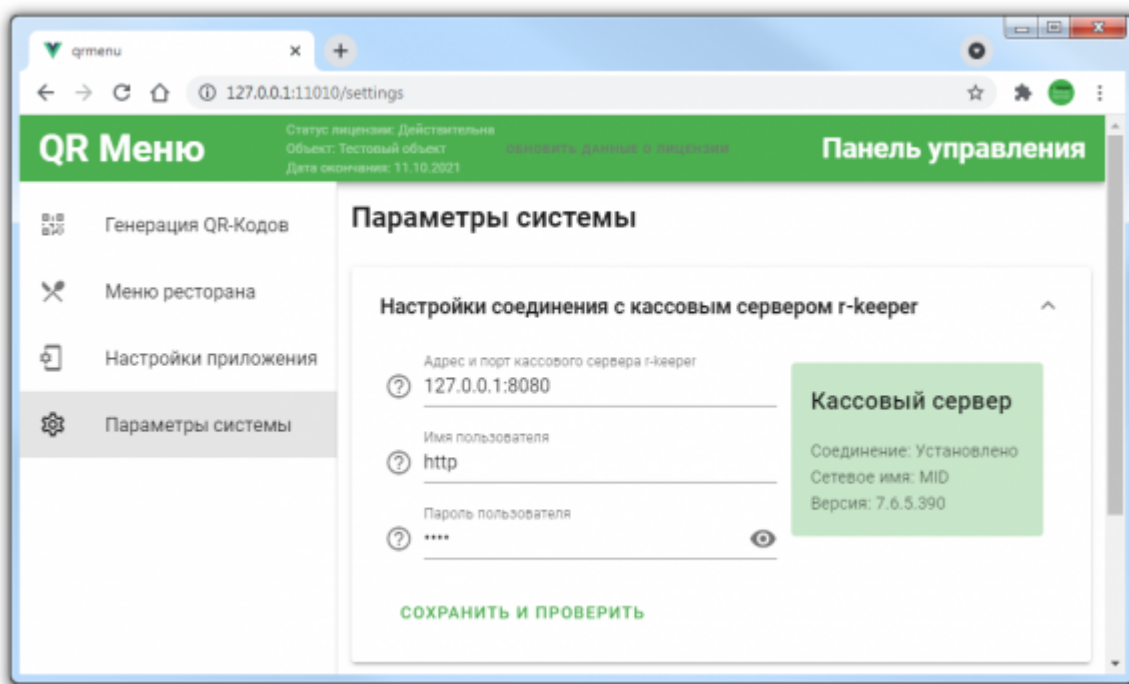 qrmenu
127.0.0.1:11010/settings
QR Меню
Статус лицензии: Действительна
Объект: Тестовый объект
Дата окончания: 11.10.2021
ОБНОВИТЬ ДАННЫЕ О ЛИЦЕНЗИИ
Панель управления
Генерация QR-Кодов
Меню ресторана
Настройки приложения
Параметры системы
Параметры системы
Настройки соединения с кассовым сервером r-keeper
Адрес и порт кассового сервера r-keeper
127.0.0.1:8080
Имя пользователя
http
Пароль пользователя
••••
СОХРАНИТЬ И ПРОВЕРИТЬ
Кассовый сервер
Соединение: Установлено
Сетевое имя: MID
Версия: 7.6.5.390